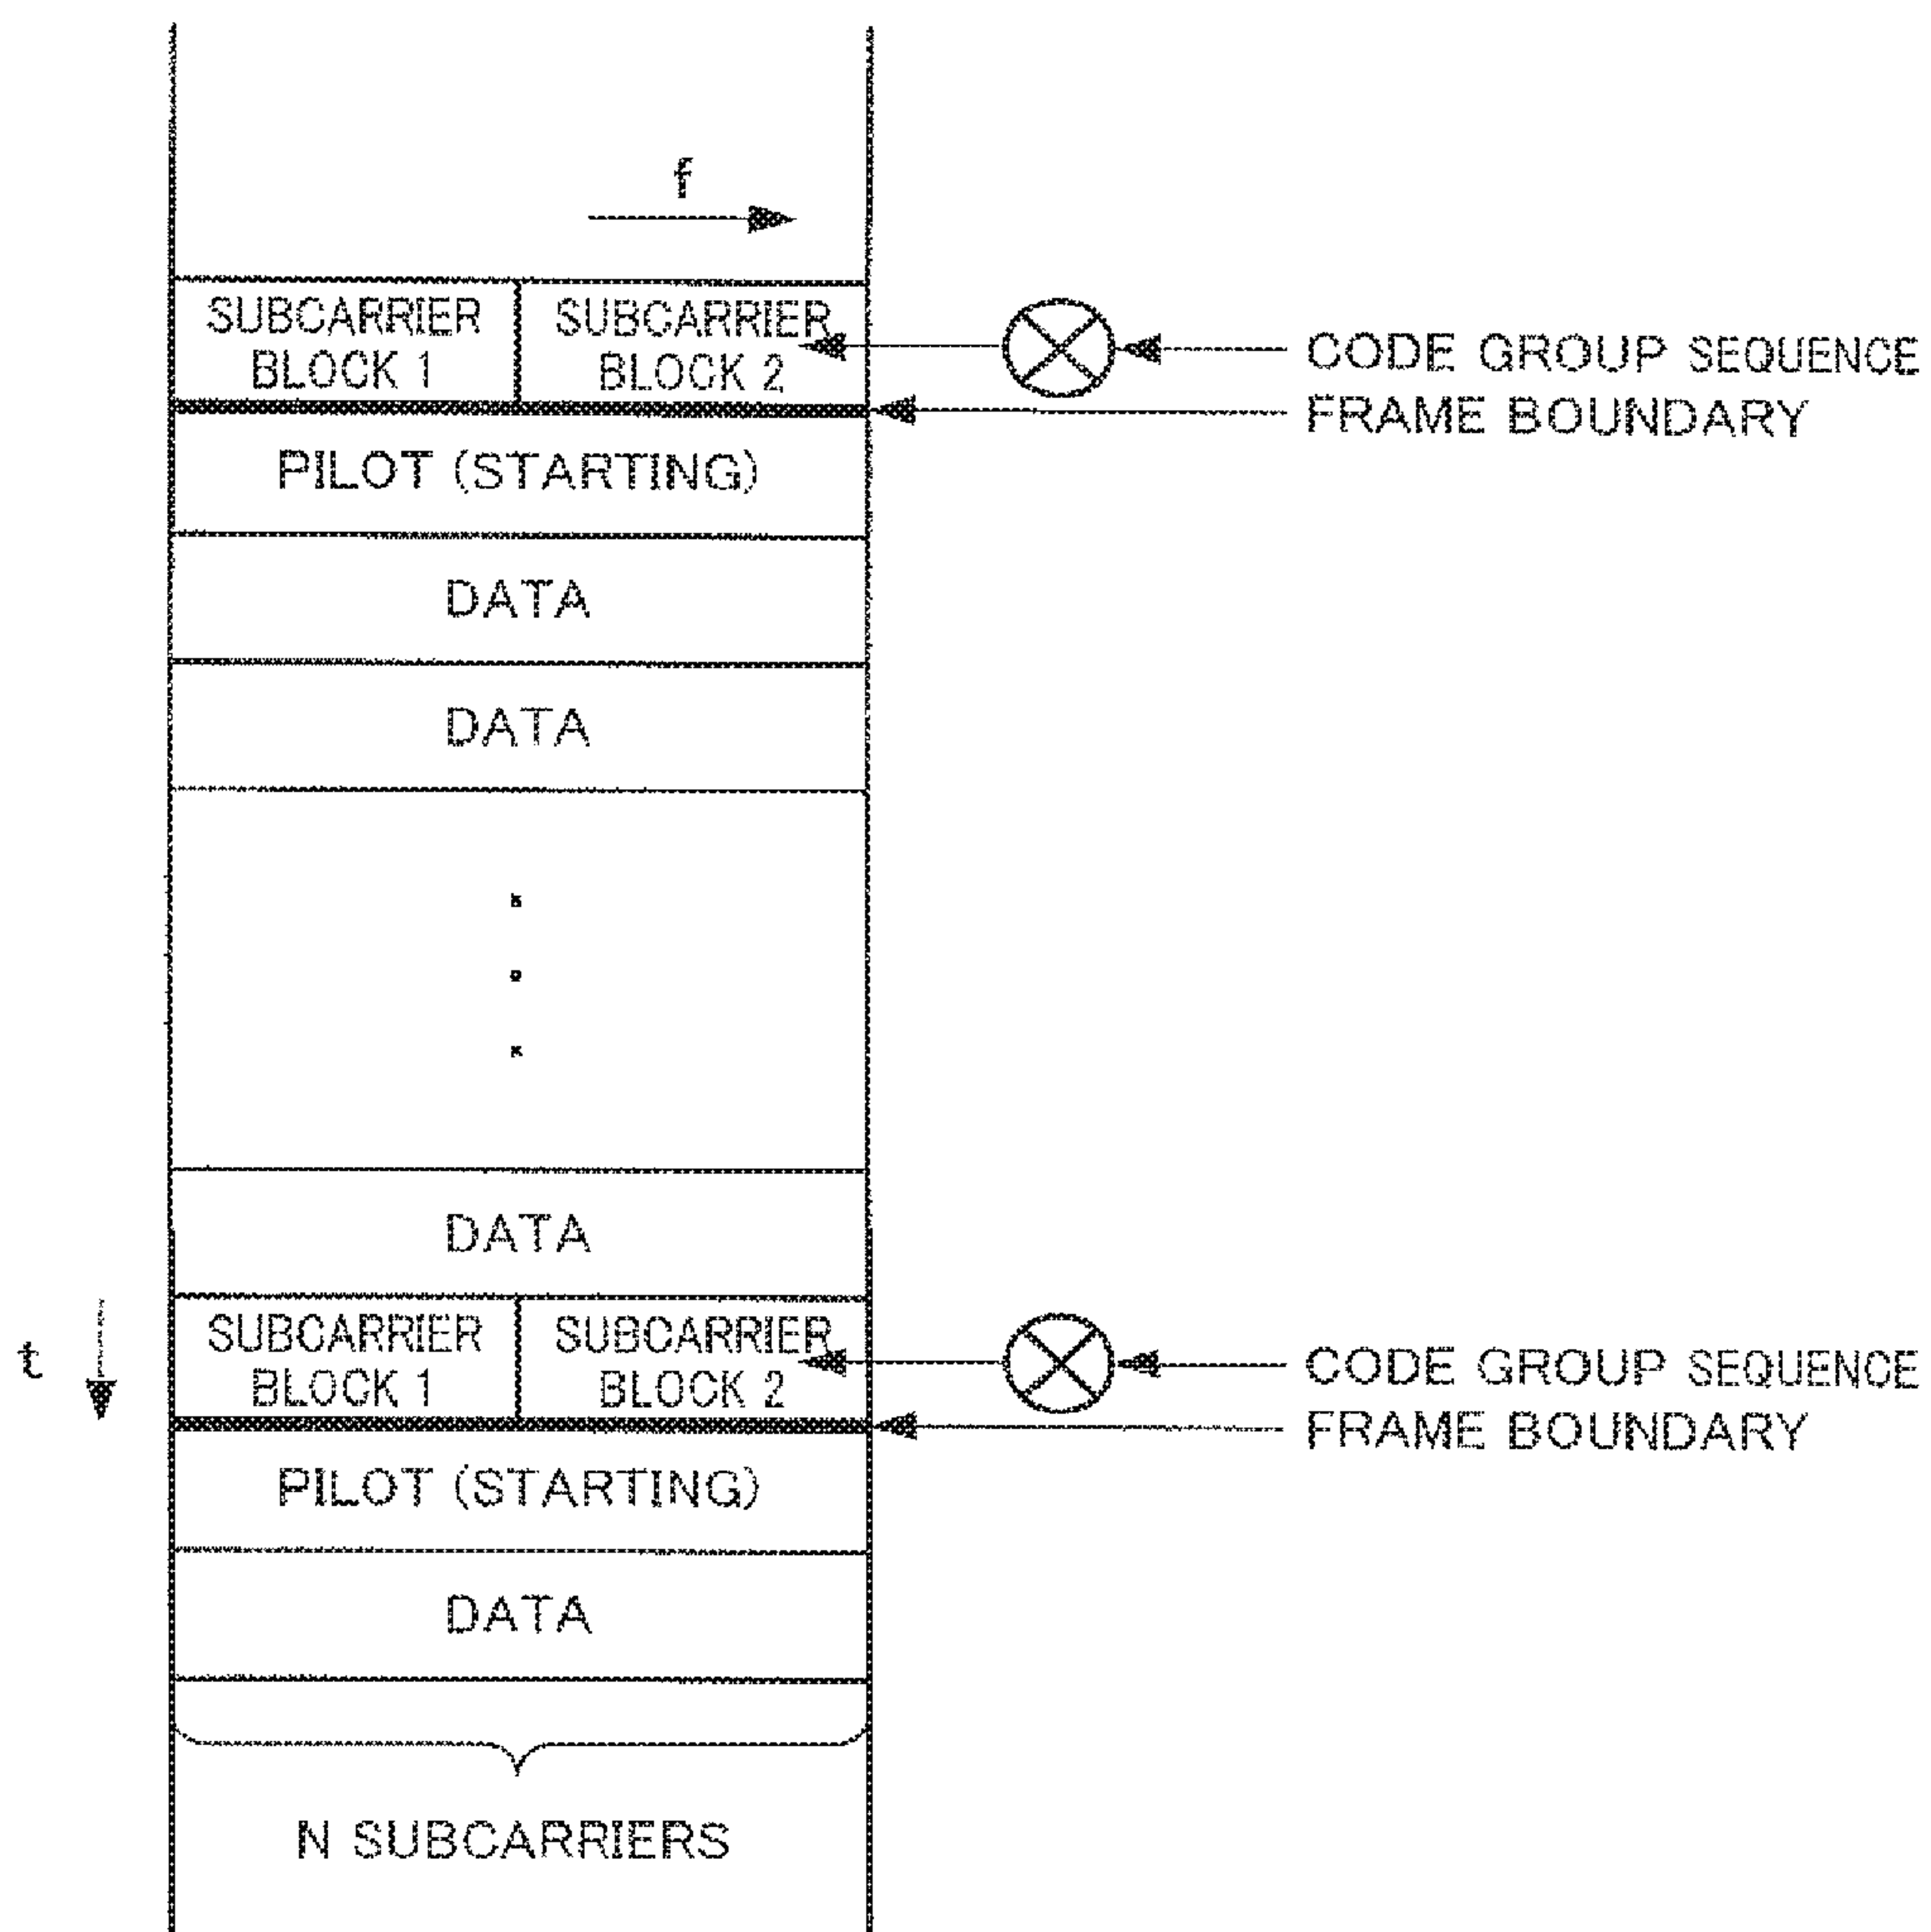 f
SUBCARRIER
BLOCK 1
SUBCARRIER
BLOCK 2
CODE GROUP SEQUENCE
FRAME BOUNDARY
PILOT (STARTING)
DATA
DATA
DATA
t
SUBCARRIER
BLOCK 1
SUBCARRIER
BLOCK 2
CODE GROUP SEQUENCE
FRAME BOUNDARY
PILOT (STARTING)
DATA
N SUBCARRIERS